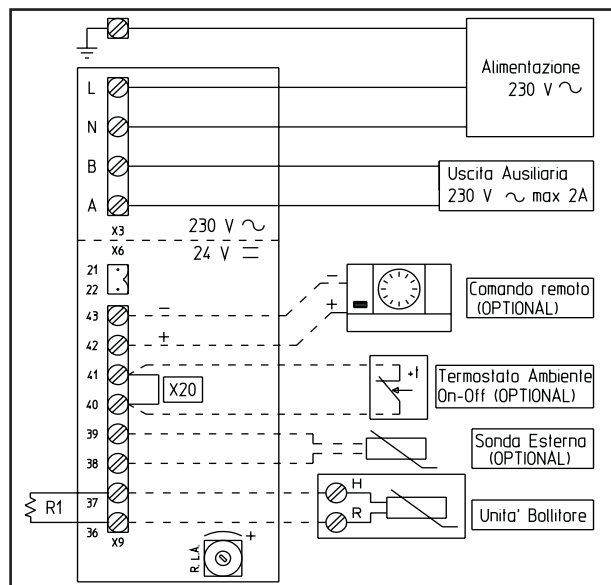 Alimentazione
230 V ~
L
N
B
A
Uscita Ausiliaria
230 V ~ max 2A
X3
230 V ~
X6
24 V ⎓
21
22
43
−
−
Comando remoto
(OPTIONAL)
42
+
+
41
X20
+t
Termostato Ambiente
On-Off (OPTIONAL)
40
39
Sonda Esterna
(OPTIONAL)
38
37
H
R1
R
Unita' Bollitore
36
X9
R.I.A.
+